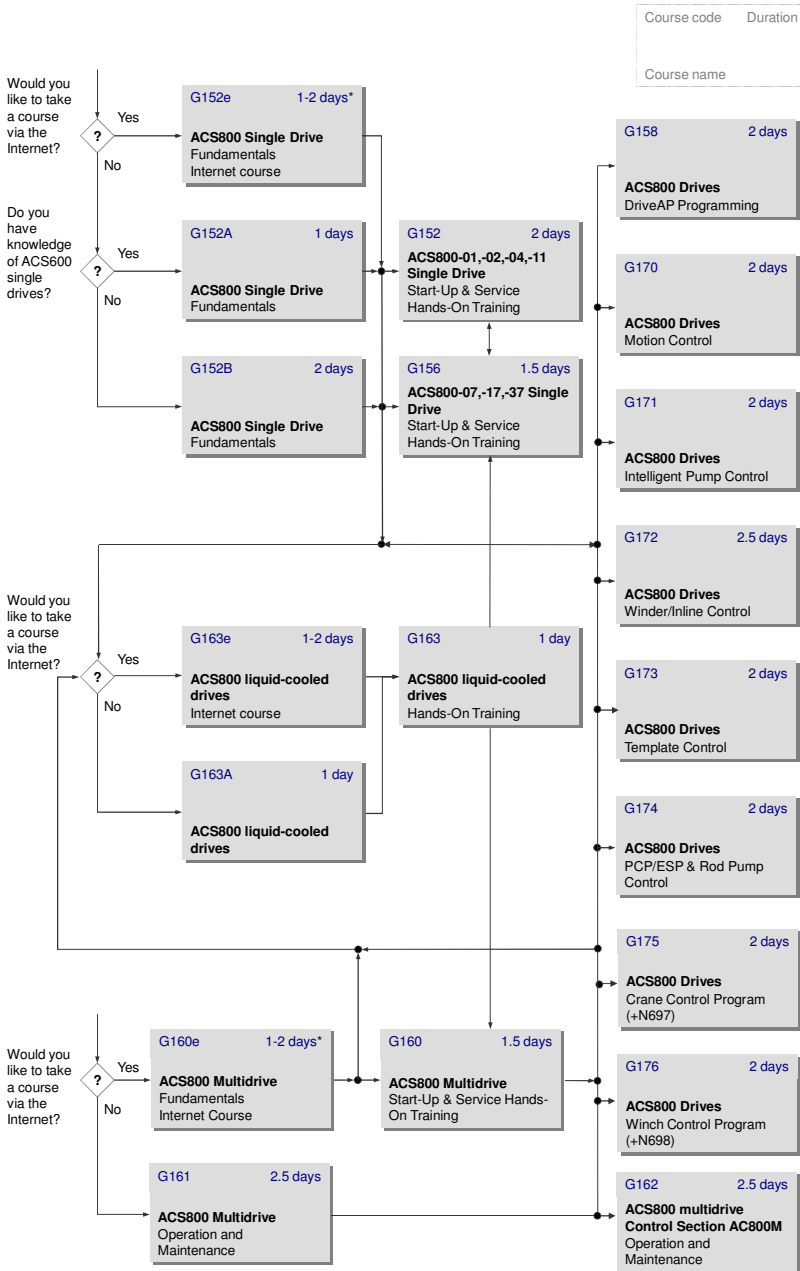 Course code Duration
Course name
Would you
like to take
a course
via the
Internet?
?
Yes
No
G152e 1-2 days*
ACS800 Single Drive
Fundamentals
Internet course
Do you
have
knowledge
of ACS600
single
drives?
?
Yes
No
G152A 1 days
ACS800 Single Drive
Fundamentals
G152B 2 days
ACS800 Single Drive
Fundamentals
G152 2 days
ACS800-01,-02,-04,-11
Single Drive
Start-Up & Service
Hands-On Training
G156 1.5 days
ACS800-07,-17,-37 Single
Drive
Start-Up & Service
Hands-On Training
Would you
like to take
a course
via the
Internet?
?
Yes
No
G163e 1-2 days
ACS800 liquid-cooled
drives
Internet course
G163A 1 day
ACS800 liquid-cooled
drives
G163 1 day
ACS800 liquid-cooled
drives
Hands-On Training
Would you
like to take
a course
via the
Internet?
?
Yes
No
G160e 1-2 days*
ACS800 Multidrive
Fundamentals
Internet Course
G160 1.5 days
ACS800 Multidrive
Start-Up & Service Hands-
On Training
G161 2.5 days
ACS800 Multidrive
Operation and
Maintenance
G158 2 days
ACS800 Drives
DriveAP Programming
G170 2 days
ACS800 Drives
Motion Control
G171 2 days
ACS800 Drives
Intelligent Pump Control
G172 2.5 days
ACS800 Drives
Winder/Inline Control
G173 2 days
ACS800 Drives
Template Control
G174 2 days
ACS800 Drives
PCP/ESP & Rod Pump
Control
G175 2 days
ACS800 Drives
Crane Control Program
(+N697)
G176 2 days
ACS800 Drives
Winch Control Program
(+N698)
G162 2.5 days
ACS800 multidrive
Control Section AC800M
Operation and
Maintenance